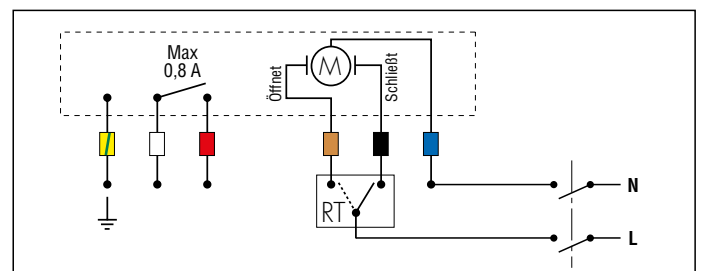 Max
0,8 A
Öffnet
M
Schließt
RT
N
L